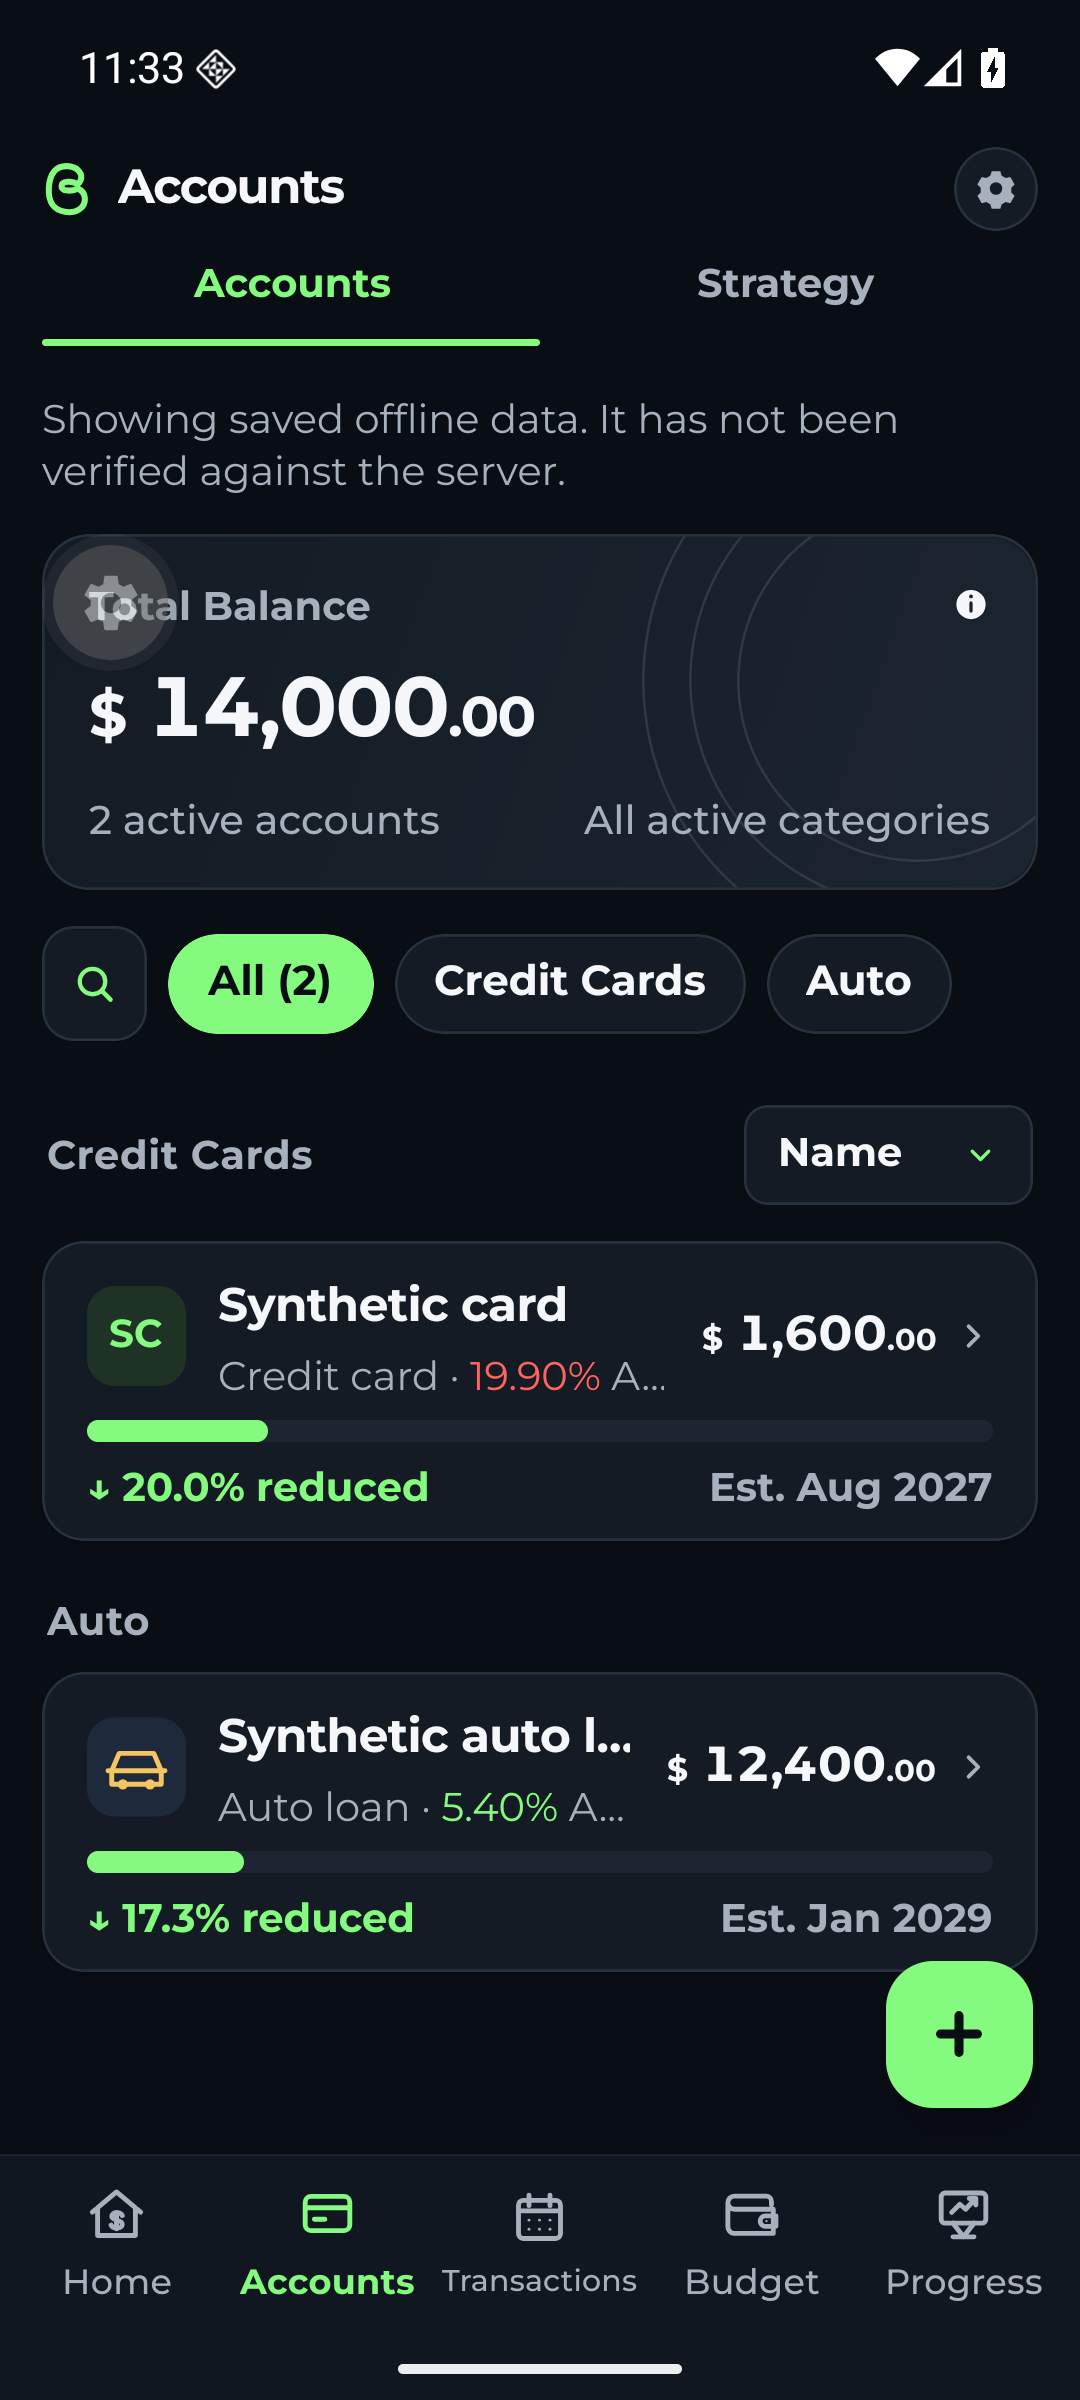 11:33
Accounts
Accounts
Strategy
Showing saved offline data. It has not been
verified against the server.
Total Balance
$ 14,000.00
2 active accounts
All active categories
All (2)
Credit Cards
Auto
Credit Cards
Name
SC
Synthetic card
Credit card · 19.90% A...
$ 1,600.00
↓ 20.0% reduced
Est. Aug 2027
Auto
Synthetic auto l...
Auto loan · 5.40% A...
$ 12,400.00
↓ 17.3% reduced
Est. Jan 2029
Home
Accounts
Transactions
Budget
Progress